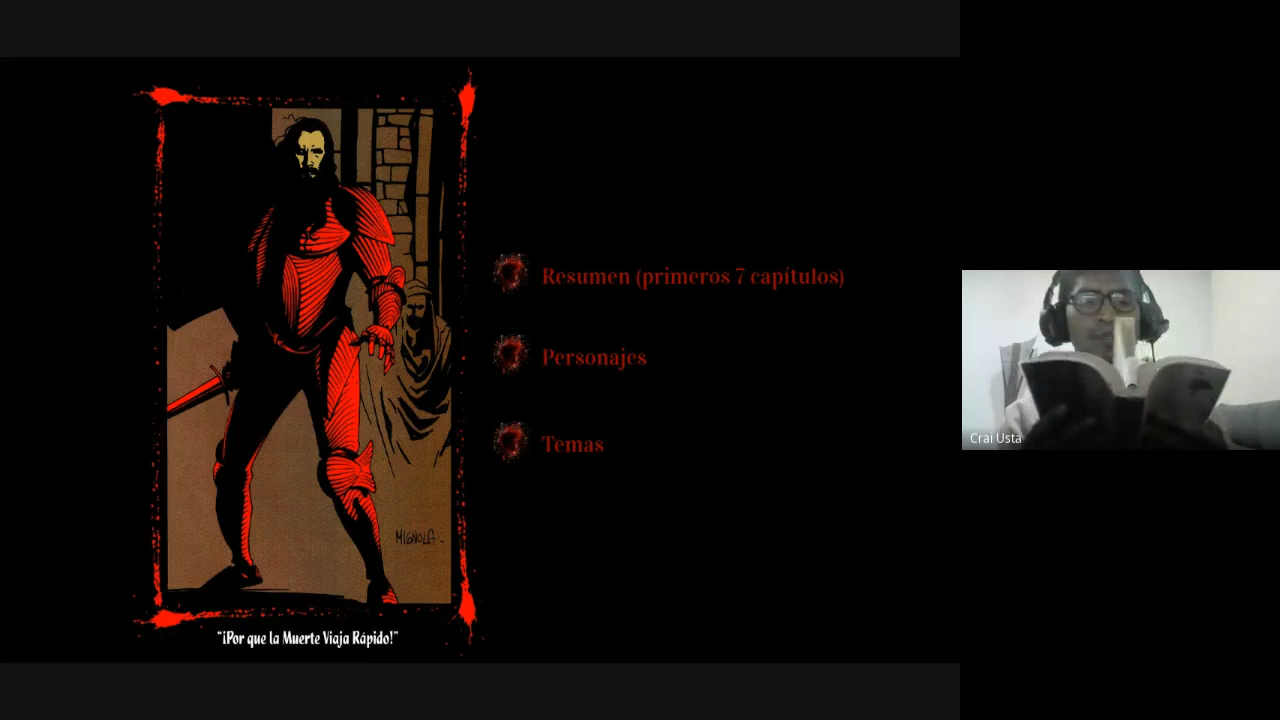 Resumen (primeros 7 capítulos)
Personajes
Temas
MIGNOLA.
"¡Por que la Muerte Viaja Rápido!"
Crai Usta